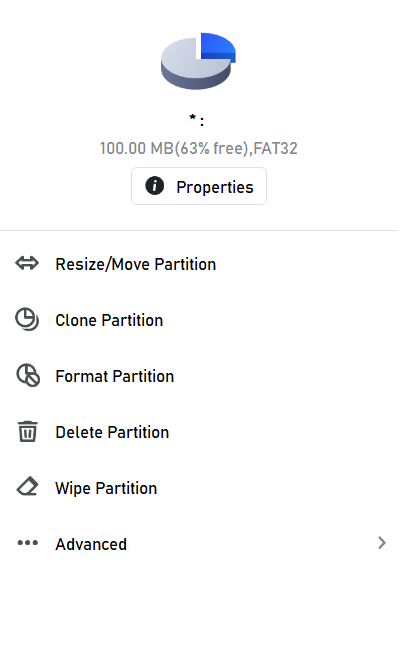 * :
100.00 MB(63% free),FAT32
Properties
Resize/Move Partition
Clone Partition
Format Partition
Delete Partition
Wipe Partition
Advanced